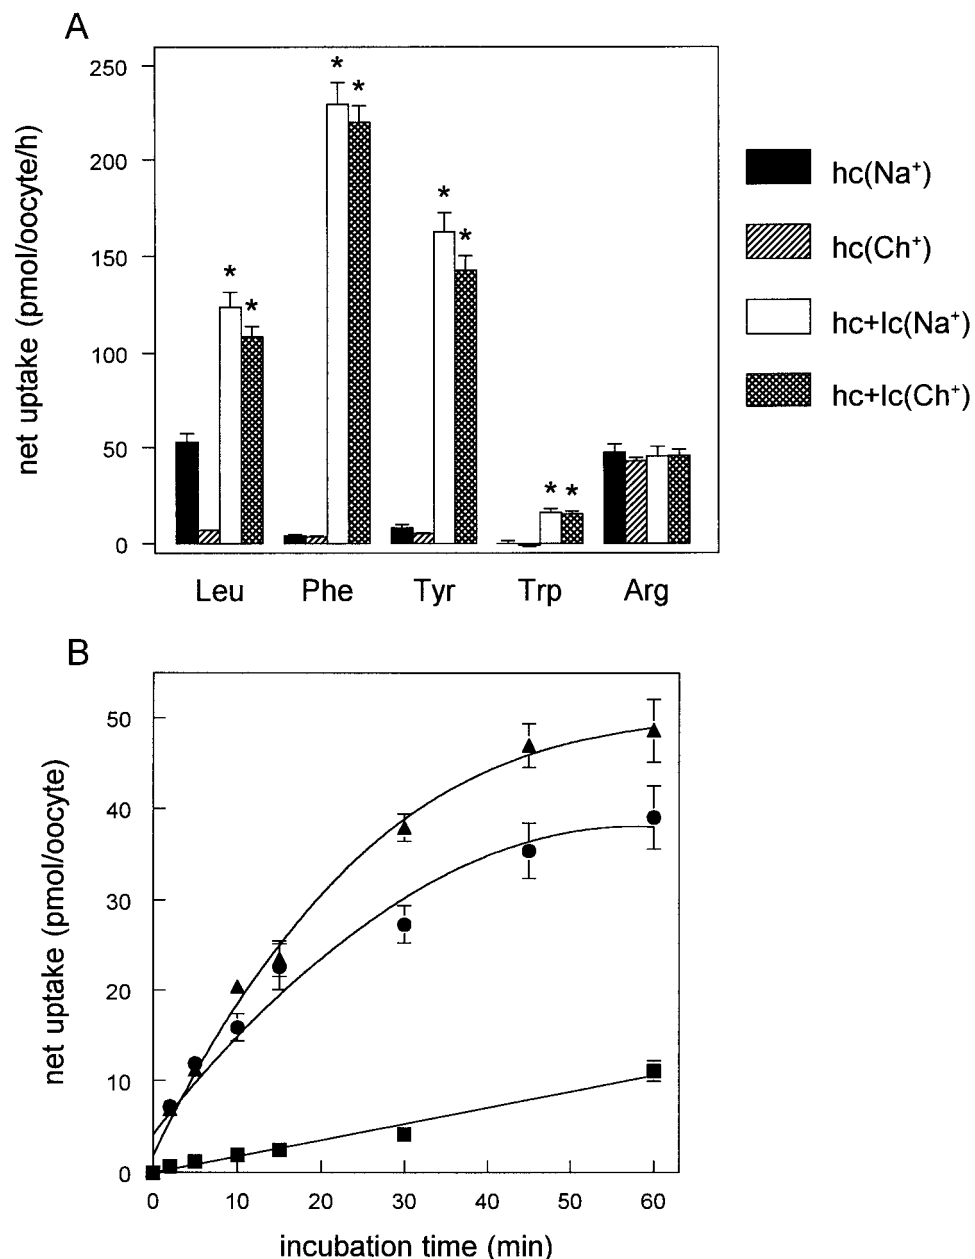 A
net uptake (pmol/oocyte/h)
250
200
150
100
50
0
* * * * * * * *
Leu Phe Tyr Trp Arg
hc(Na⁺)
hc(Ch⁺)
hc+lc(Na⁺)
hc+lc(Ch⁺)
B
net uptake (pmol/oocyte)
50
40
30
20
10
0
0 10 20 30 40 50 60
incubation time (min)